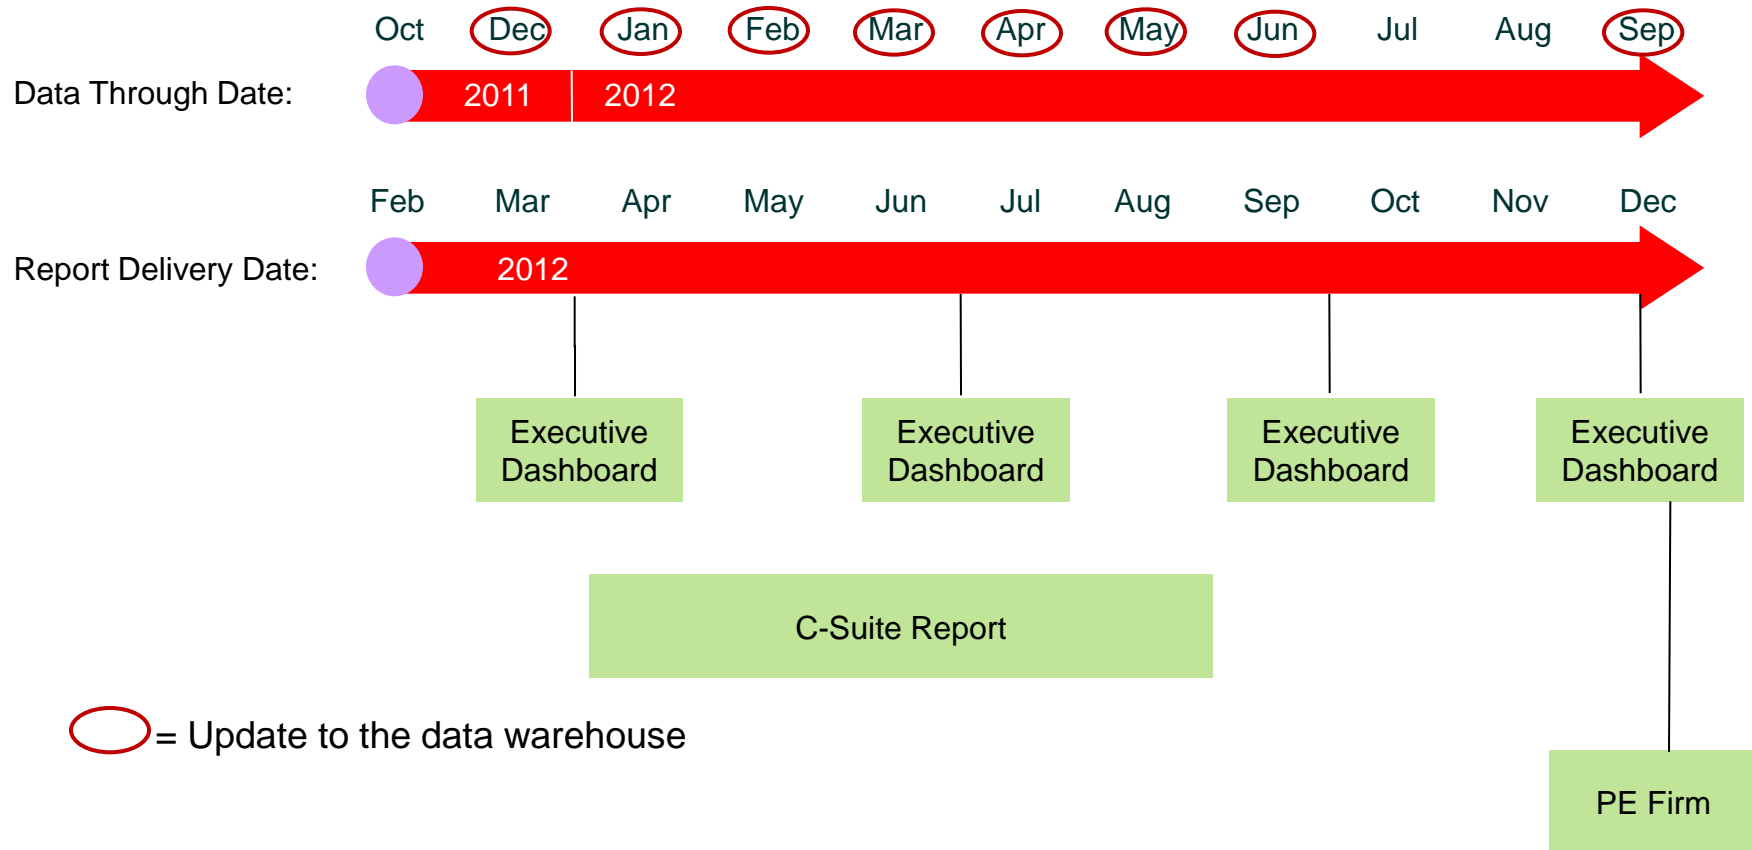 Oct Dec Jan Feb Mar Apr May Jun Jul Aug Sep
Data Through Date:
2011 2012
Feb Mar Apr May Jun Jul Aug Sep Oct Nov Dec
Report Delivery Date:
2012
Executive Executive Executive Executive
Dashboard Dashboard Dashboard Dashboard
C-Suite Report
= Update to the data warehouse
PE Firm